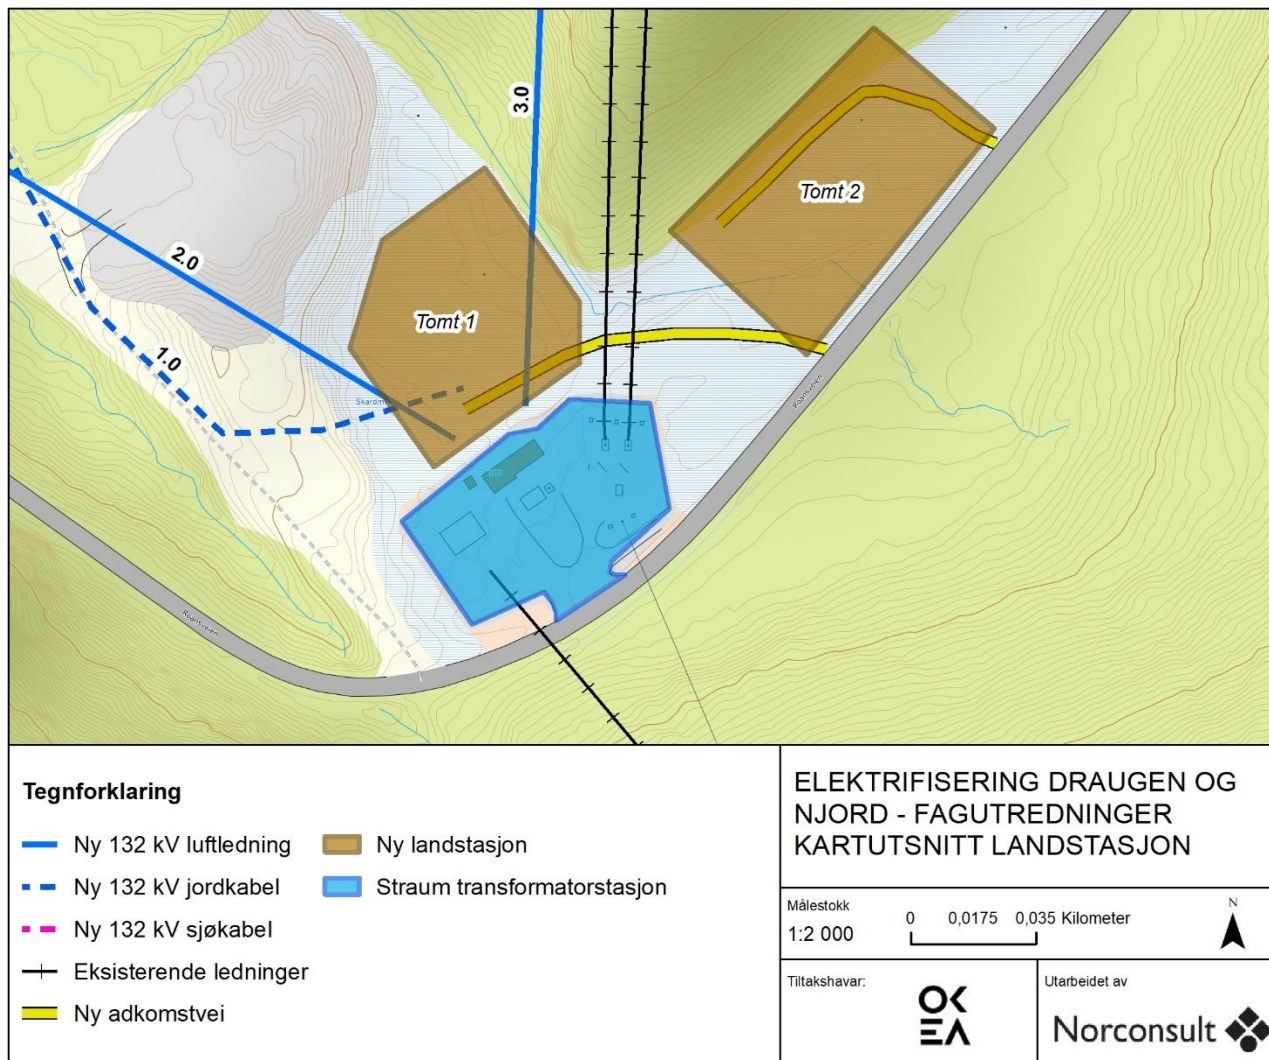 3.0
Tomt 2
2.0
Tomt 1
1.0
Roansveien
Roansveien
Tegnforklaring
Ny 132 kV luftledning
Ny landstasjon
Ny 132 kV jordkabel
Straum transformatorstasjon
Ny 132 kV sjøkabel
Eksisterende ledninger
Ny adkomstvei
ELEKTRIFISERING DRAUGEN OG
NJORD - FAGUTREDNINGER
KARTUTSNITT LANDSTASJON
Målestokk
1:2 000
0 0,0175 0,035 Kilometer
N
Tiltakshavar:
OK
EA
Utarbeidet av
Norconsult